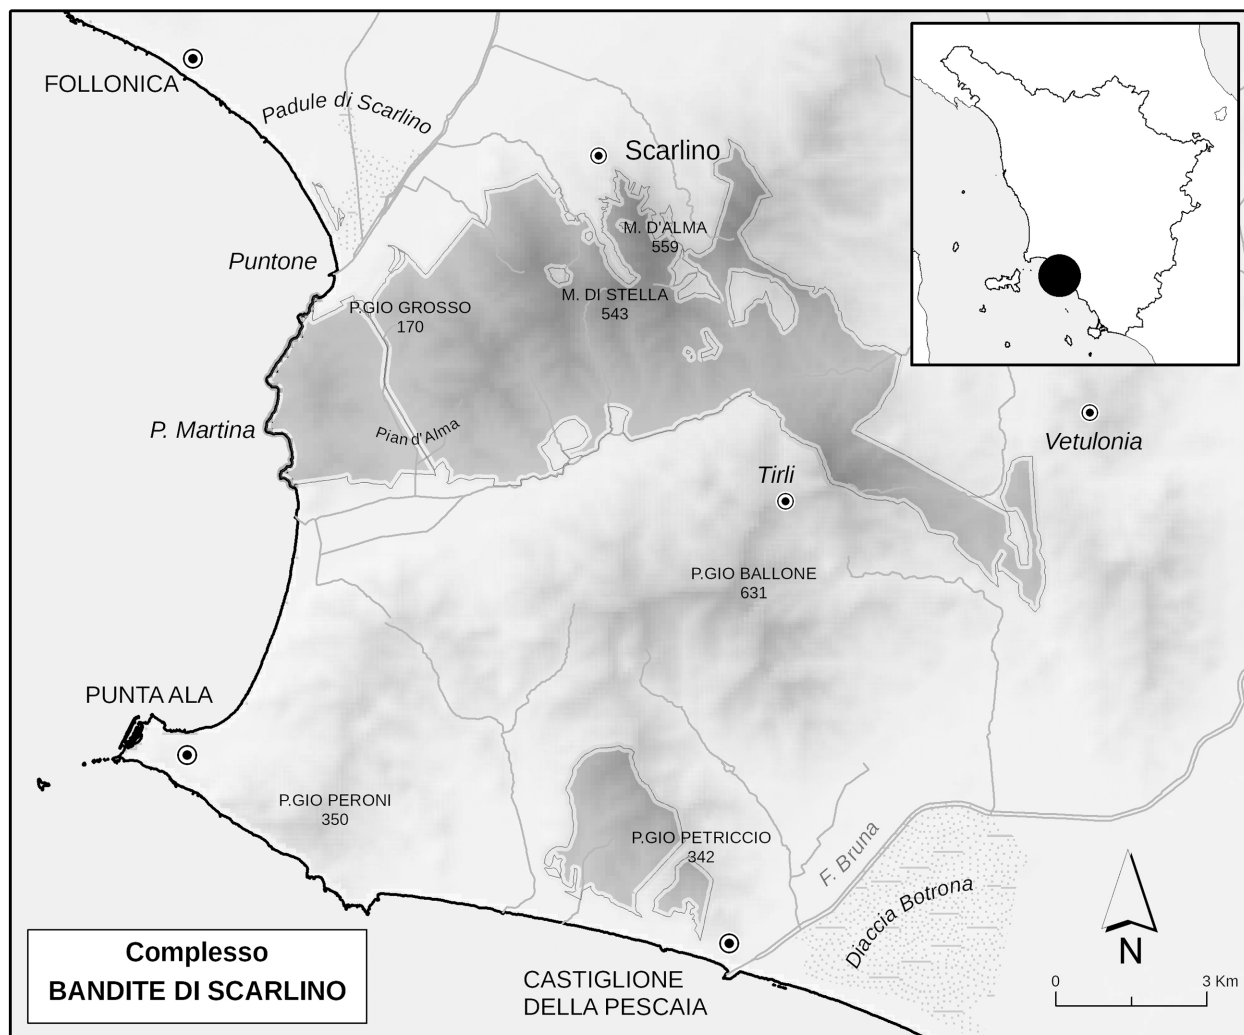 FOLLONICA
Padule di Scarlino
Scarlino
M. D'ALMA
559
Puntone
M. DI STELLA
543
P.GIO GROSSO
170
P. Martina
Pian d'Alma
Vetulonia
Tirli
P.GIO BALLONE
631
PUNTA ALA
P.GIO PERONI
350
P.GIO PETRICCIO
342
F. Bruna
Diaccia Botrona
N
Complesso
BANDITE DI SCARLINO
CASTIGLIONE
DELLA PESCAIA
0 3 Km